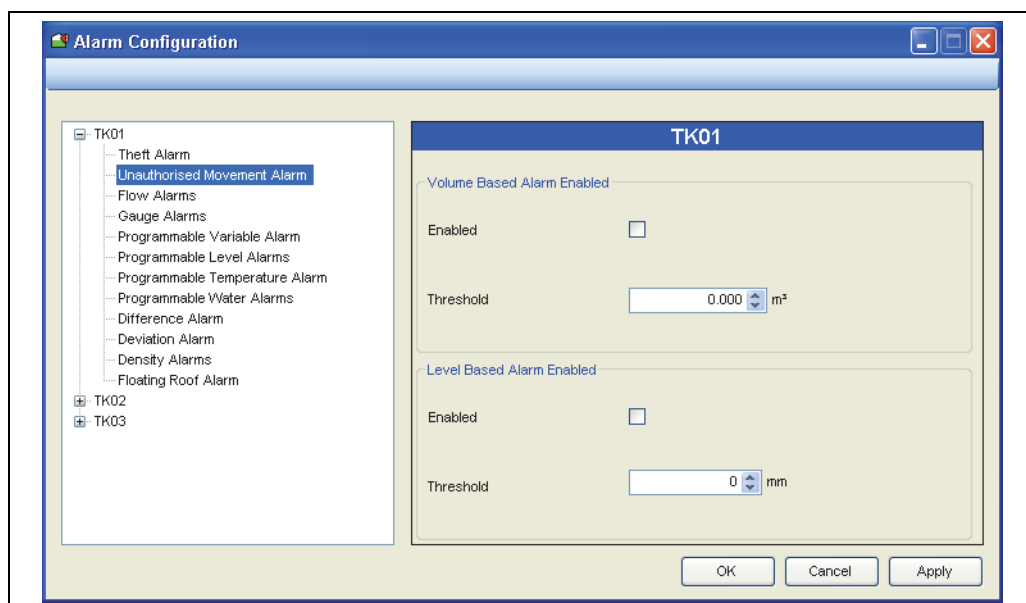 Alarm Configuration
TK01
Theft Alarm
Unauthorised Movement Alarm
Flow Alarms
Gauge Alarms
Programmable Variable Alarm
Programmable Level Alarms
Programmable Temperature Alarm
Programmable Water Alarms
Difference Alarm
Deviation Alarm
Density Alarms
Floating Roof Alarm
TK02
TK03
TK01
Volume Based Alarm Enabled
Enabled
Threshold 0.000 m³
Level Based Alarm Enabled
Enabled
Threshold 0 mm
OK Cancel Apply